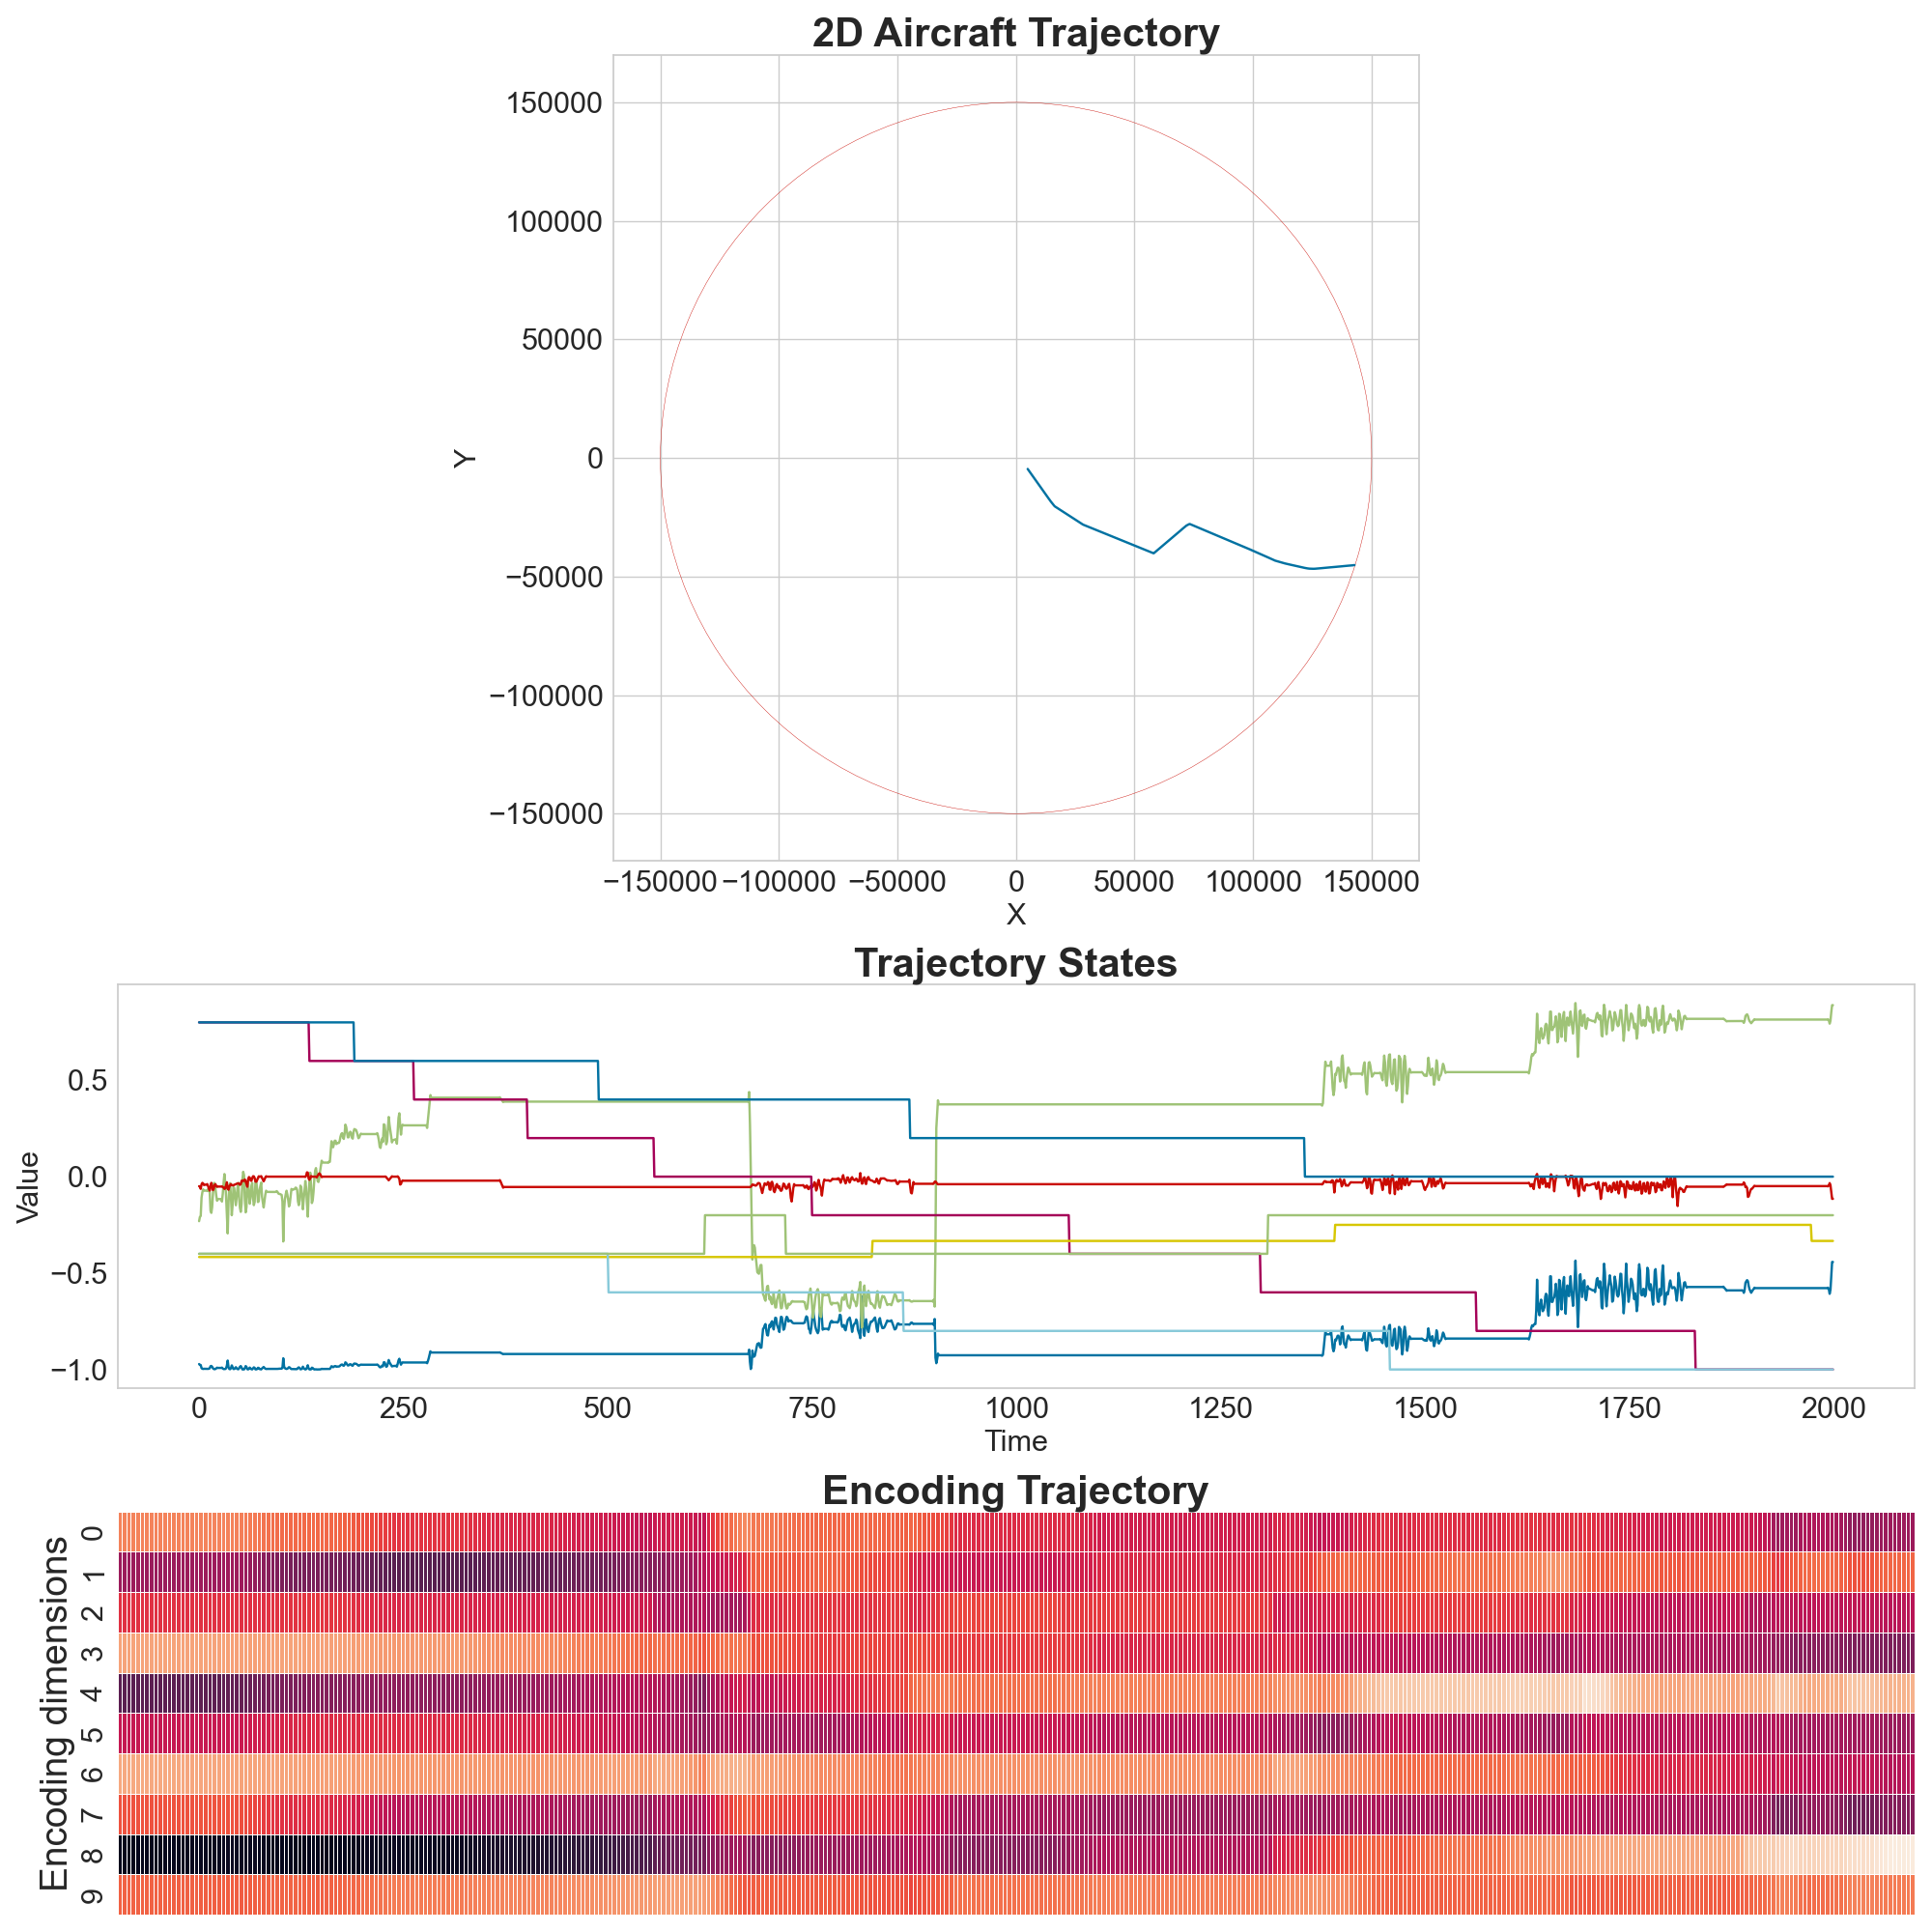 2D Aircraft Trajectory
150000
100000
50000
0
−50000
−100000
−150000
Y
−150000 −100000 −50000 0 50000 100000 150000
X
Trajectory States
0.5
0.0
−0.5
−1.0
Value
0 250 500 750 1000 1250 1500 1750 2000
Time
Encoding Trajectory
0
1
2
3
4
5
6
7
8
9
Encoding dimensions